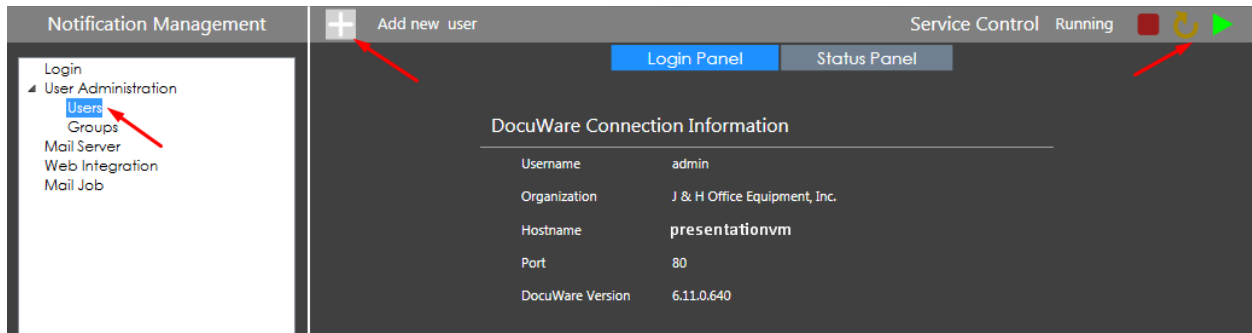 Notification Management
Add new user
Service Control Running
Login
User Administration
Users
Groups
Mail Server
Web Integration
Mail Job
Login Panel
Status Panel
DocuWare Connection Information
Username admin
Organization J & H Office Equipment, Inc.
Hostname presentationvm
Port 80
DocuWare Version 6.11.0.640